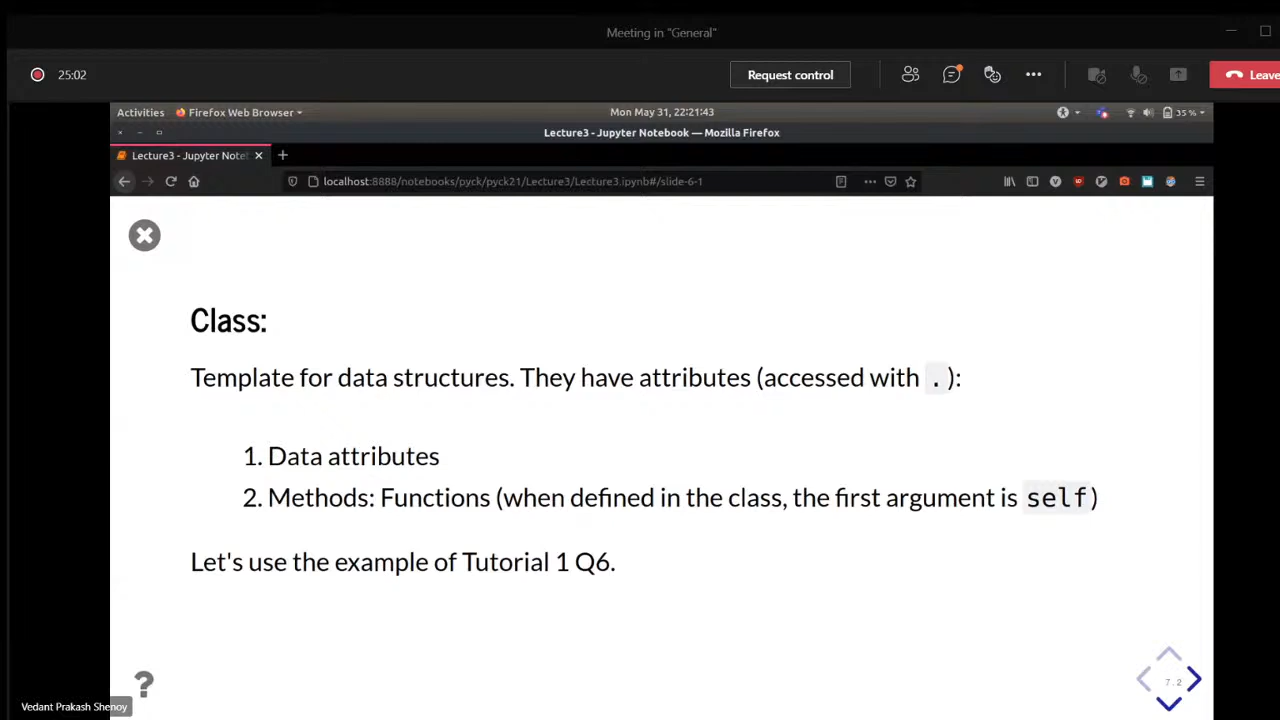 Meeting in "General"
25:02
Request control
Leave
Activities
Firefox Web Browser
Mon May 31, 22:21:43
35 %
Lecture3 - Jupyter Notebook — Mozilla Firefox
Lecture3 - Jupyter Note
localhost:8888/notebooks/pyck/pyck21/Lecture3/Lecture3.ipynb#/slide-6-1
Class:
Template for data structures. They have attributes (accessed with . ):
1. Data attributes
2. Methods: Functions (when defined in the class, the first argument is self)
Let's use the example of Tutorial 1 Q6.
?
7.2
Vedant Prakash Shenoy